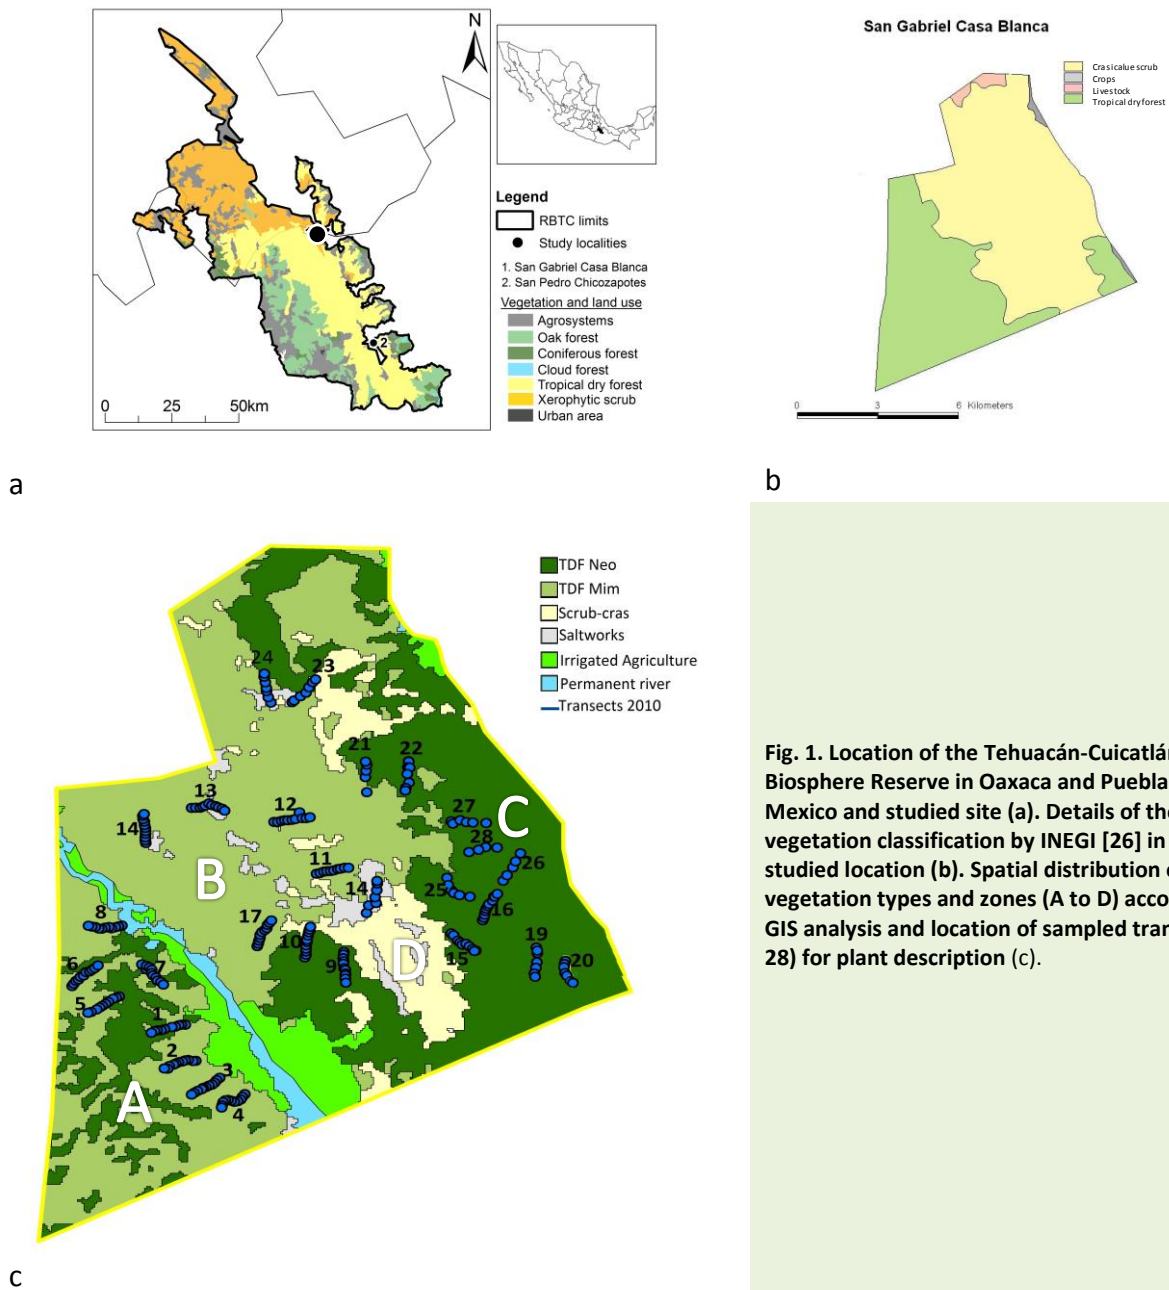 N
Legend
RBTC limits
Study localities
1. San Gabriel Casa Blanca
2. San Pedro Chicozapotes
Vegetation and land use
Agrosystems
Oak forest
Coniferous forest
Cloud forest
Tropical dry forest
Xerophytic scrub
Urban area
2
0 25 50km
a
San Gabriel Casa Blanca
Crasicalue scrub
Crops
Livestock
Tropical dry forest
0 3 6 Kilometers
b
TDF Neo
TDF Mim
Scrub-cras
Saltworks
Irrigated Agriculture
Permanent river
Transects 2010
24
23
21
22
13
12
27
C
14
28
26
11
B
14
25
16
8
17
10
D
19
9
15
20
6
7
5
1
2
3
A
4
c
Fig. 1. Location of the Tehuacán-Cuicatlá
Biosphere Reserve in Oaxaca and Puebla
Mexico and studied site (a). Details of the
vegetation classification by INEGI [26] in
studied location (b). Spatial distribution
vegetation types and zones (A to D) acco
GIS analysis and location of sampled tran
28) for plant description (c).